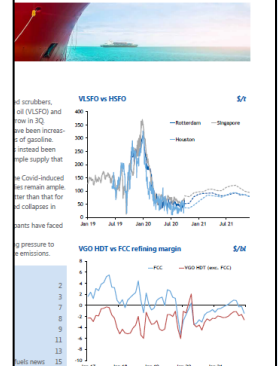 ed scrubbers,
oil (VLSFO) and
row in 3Q.
ave been increas-
s of gasoline.
s instead been
mple supply that
ne Covid-induced
lies remain ample.
tter than that for
d collapses in
pants have faced
ng pressure to
e emissions.
2
3
7
8
9
11
13
fuels news 15
VLSFO vs HSFO $/t
400
350
300
250
200
150
100
50
0
Rotterdam Singapore
Houston
Jan 19 Jul 19 Jan 20 Jul 20 Jan 21 Jul 21
VGO HDT vs FCC refining margin $/bl
8
6
4
2
0
-2
-4
-6
-8
-10
FCC VGO HDT (exc. FCC)